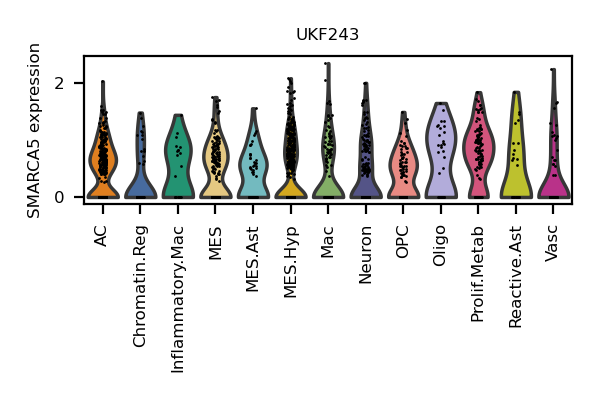 UKF243
SMARCA5 expression
2
0
AC
Chromatin.Reg
Inflammatory.Mac
MES
MES.Ast
MES.Hyp
Mac
Neuron
OPC
Oligo
Prolif.Metab
Reactive.Ast
Vasc